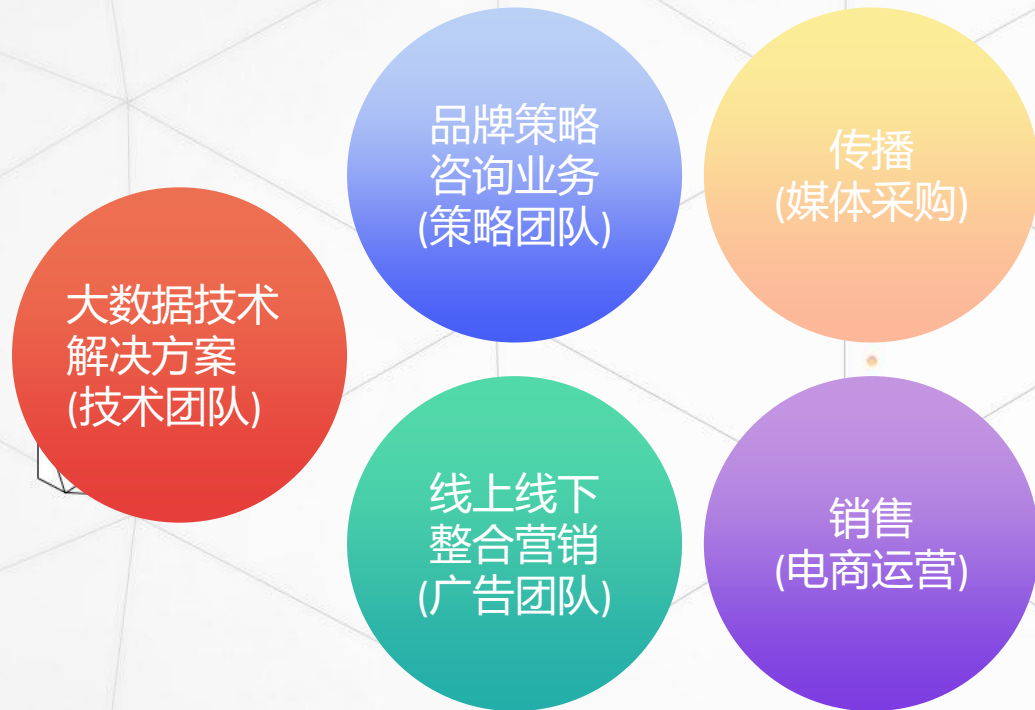 大数据技术
解决方案
(技术团队)
品牌策略
咨询业务
(策略团队)
传播
(媒体采购)
线上线下
整合营销
(广告团队)
销售
(电商运营)